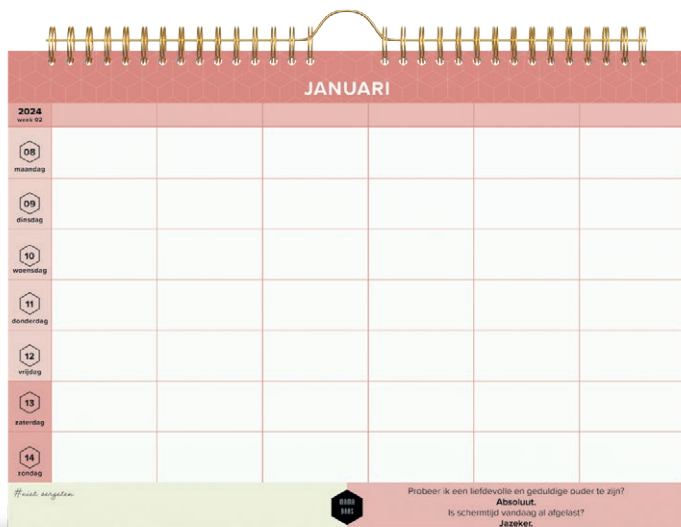 JANUARI
2024
week 02
08
maandag
09
dinsdag
10
woensdag
11
donderdag
12
vrijdag
13
zaterdag
14
zondag
#niet vergeten
MAMA
BAAS
Probeer ik een liefdevolle en geduldige ouder te zijn?
Absoluut.
Is schermtijd vandaag al afgelast?
Jazeker.